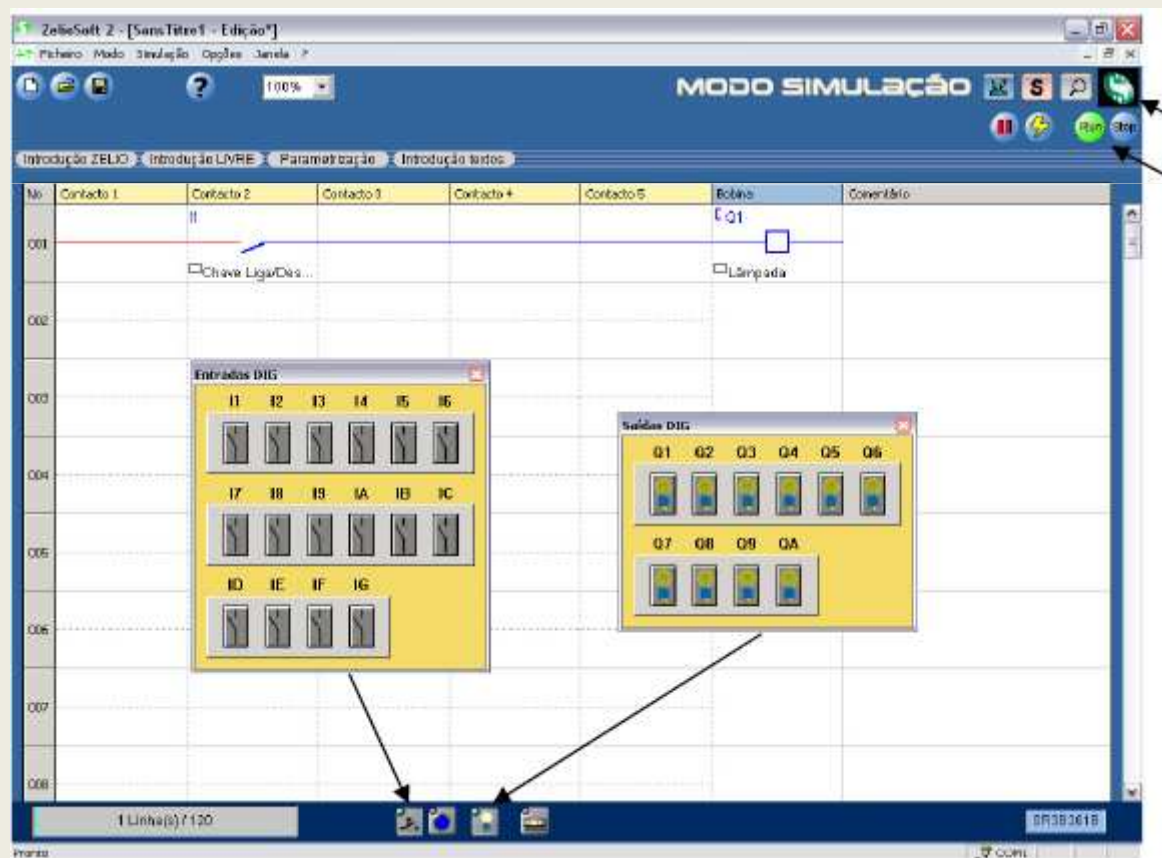 ZelioSoft 2 - [SansTitre1 - Edição*]
Ficheiro Modo Simulação Opções Janela ?
100% MODO SIMULAÇÃO S
Run Stop
Introdução ZELIO Introdução LIVRE Parametrização Introdução textos
No Contacto 1 Contacto 2 Contacto 3 Contacto 4 Contacto 5 Bobina Comentário
I1 [ Q1
001
Chave Liga/Des... Lâmpada
002
003
004
005
006
007
008
Entradas DIG
I1 I2 I3 I4 I5 I6
I7 I8 I9 IA IB IC
ID IE IF IG
Saídas DIG
Q1 Q2 Q3 Q4 Q5 Q6
Q7 Q8 Q9 QA
1 Linha(s) / 120 SR3B261B
Pronto COM1